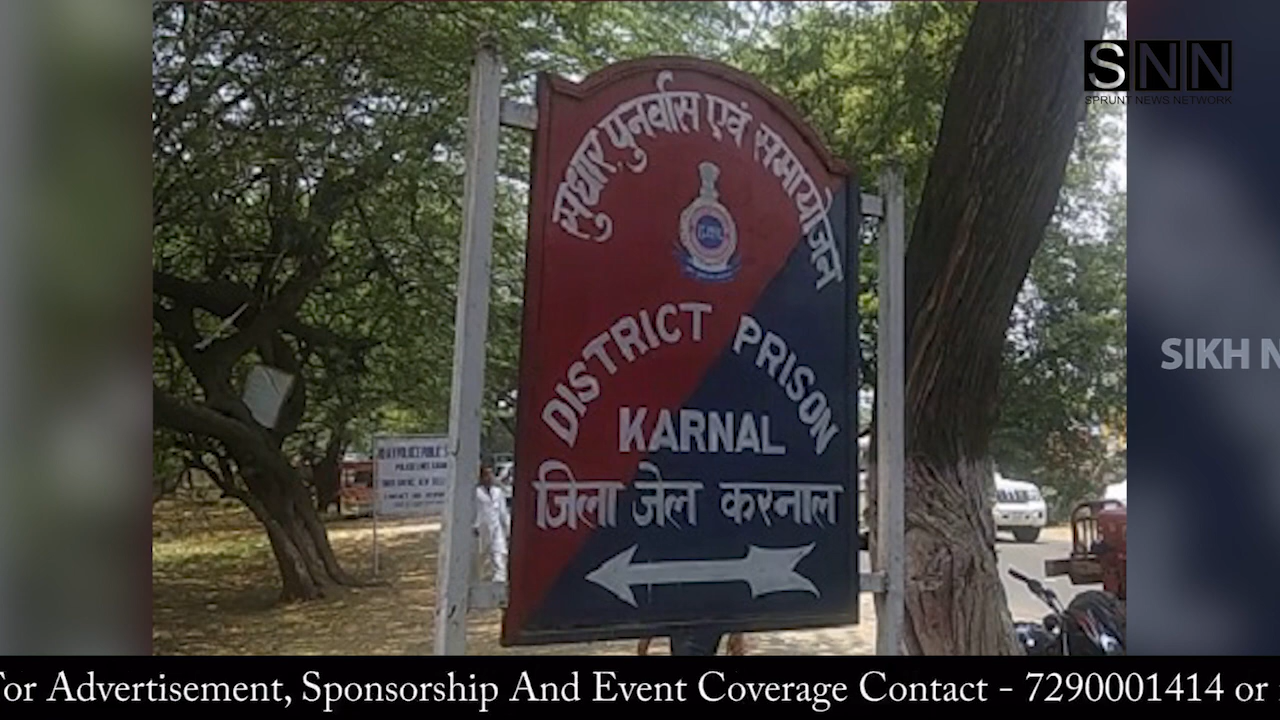 SNN
SPRUNT NEWS NETWORK
सुधार पुनर्वास एवं समायोजन
DISTRICT PRISON
KARNAL
जिला जेल करनाल
SIKH N
For Advertisement, Sponsorship And Event Coverage Contact - 7290001414 or